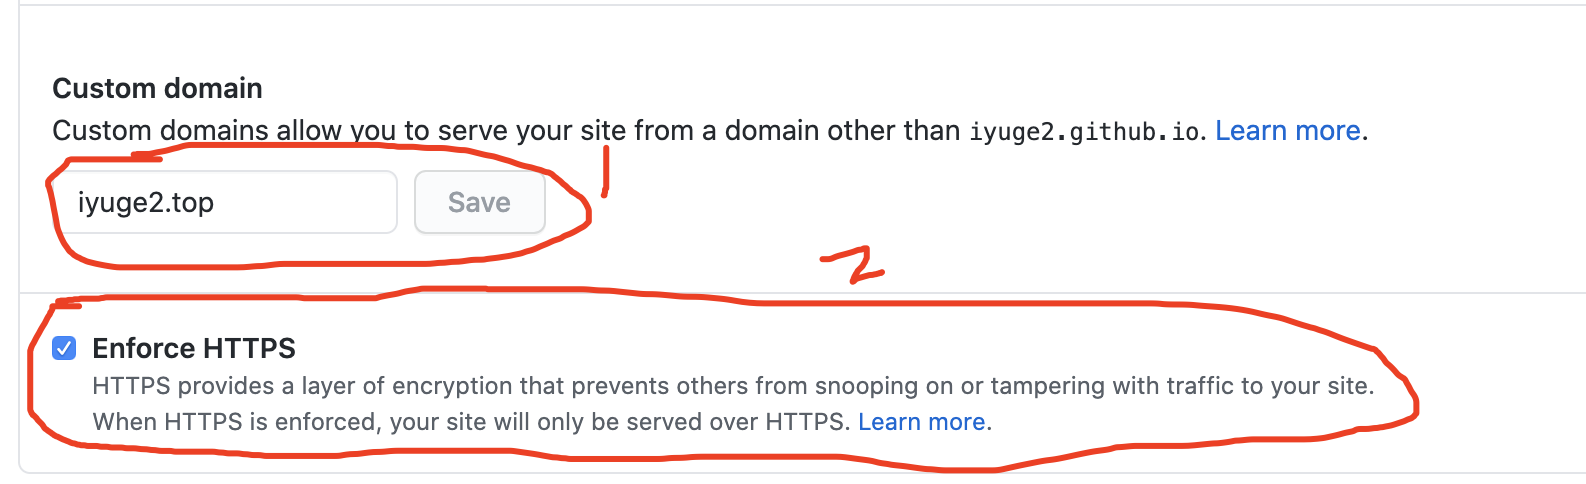 Custom domain
Custom domains allow you to serve your site from a domain other than iyuge2.github.io. Learn more.
1
iyuge2.top Save
2
Enforce HTTPS
HTTPS provides a layer of encryption that prevents others from snooping on or tampering with traffic to your site.
When HTTPS is enforced, your site will only be served over HTTPS. Learn more.